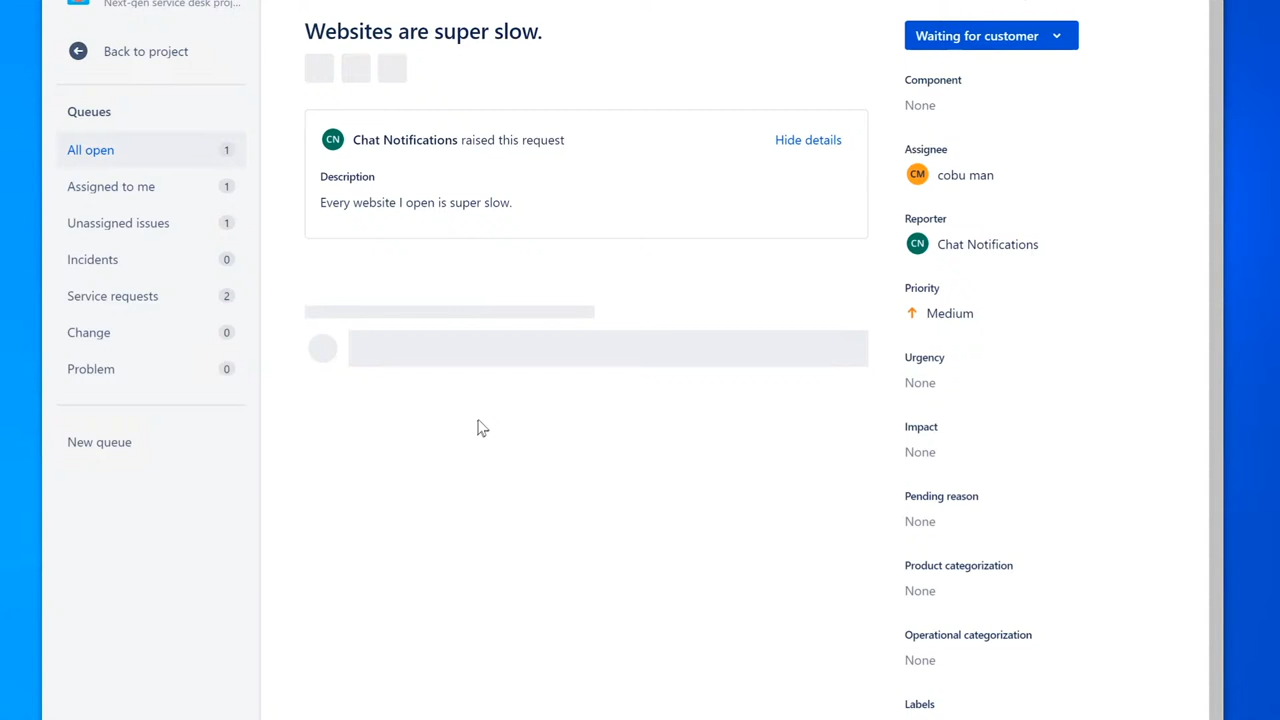 Next-gen service desk proj...
Back to project
Queues
All open 1
Assigned to me 1
Unassigned issues 1
Incidents 0
Service requests 2
Change 0
Problem 0
New queue
Websites are super slow.
CN Chat Notifications raised this request Hide details
Description
Every website I open is super slow.
Waiting for customer
Component
None
Assignee
CM cobu man
Reporter
CN Chat Notifications
Priority
Medium
Urgency
None
Impact
None
Pending reason
None
Product categorization
None
Operational categorization
None
Labels